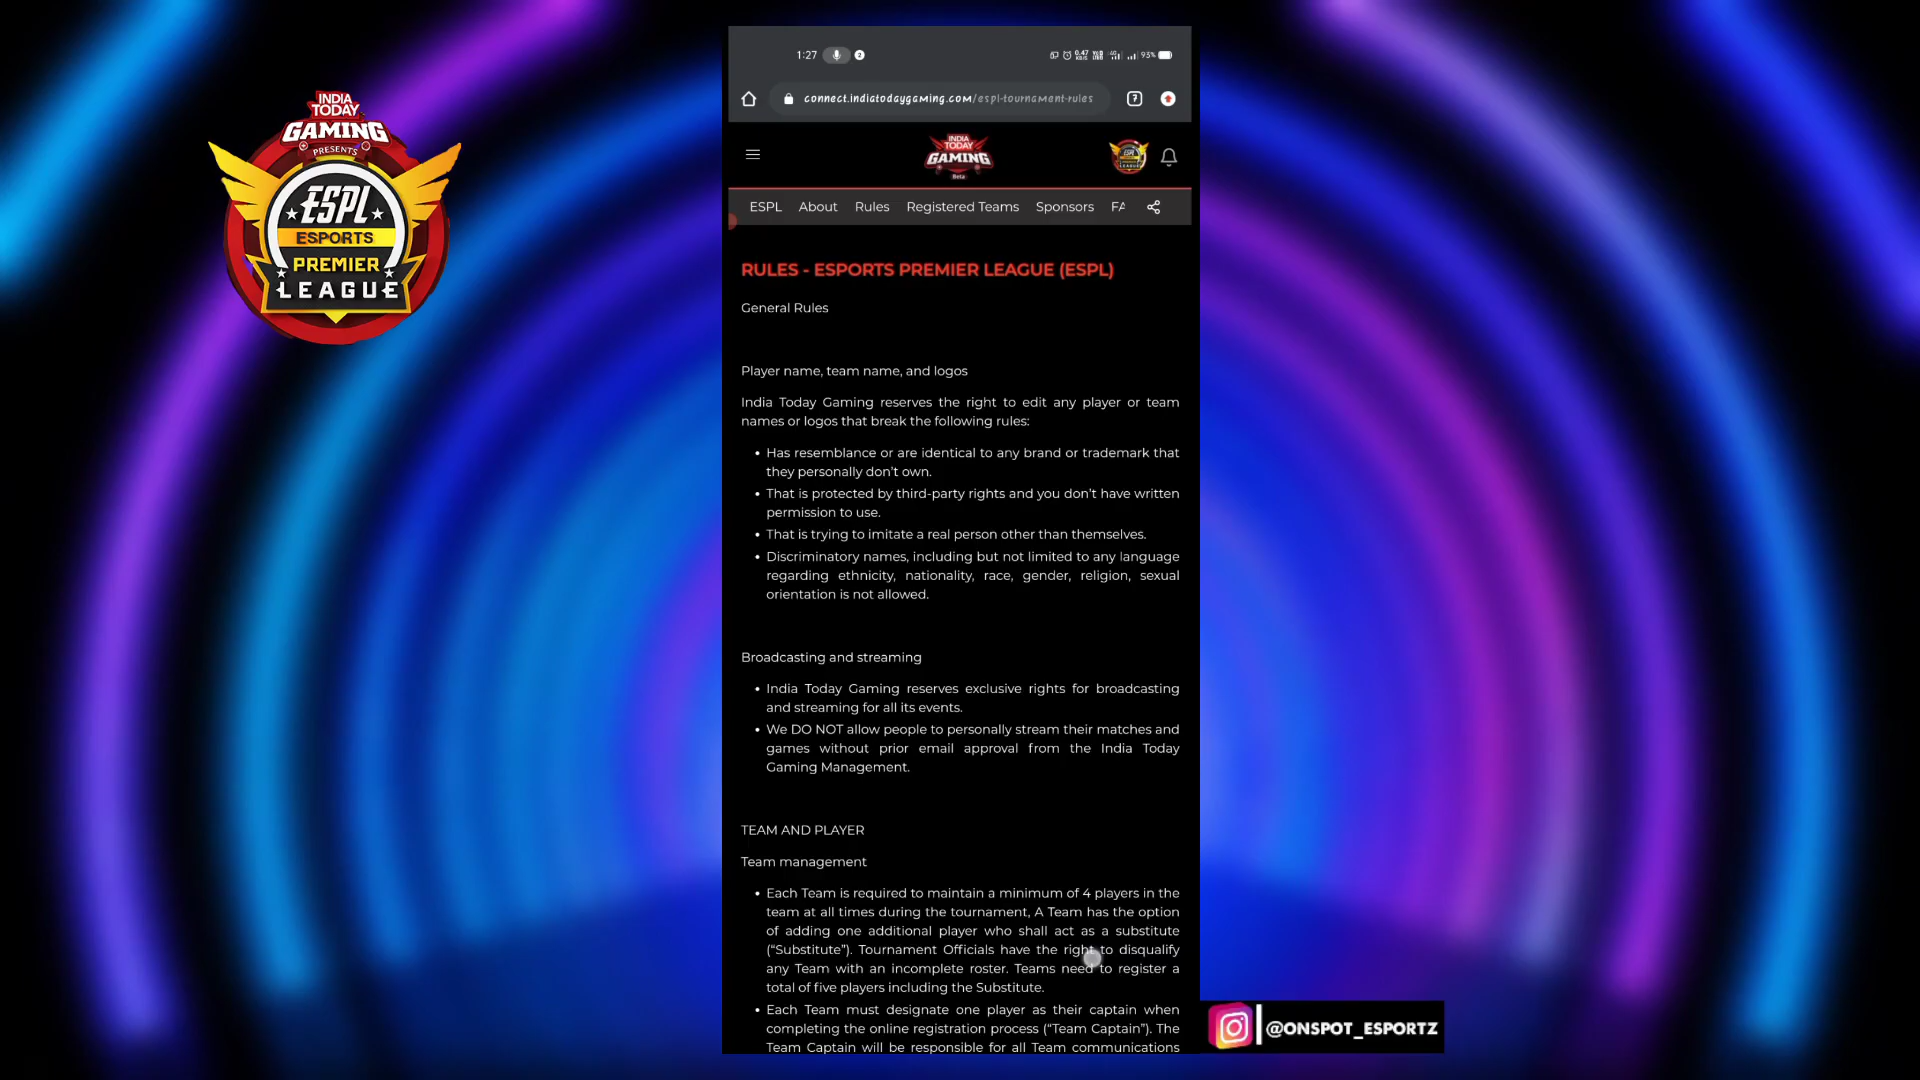 1:27
2
0.47
93%
connect.indiatodaygaming.com/espl-tournament-rules
7
INDIA
TODAY
GAMING
PRESENTS
ESPL
ESPORTS
PREMIER
LEAGUE
INDIA
TODAY
GAMING
Beta
ESPL About Rules Registered Teams Sponsors FA
RULES - ESPORTS PREMIER LEAGUE (ESPL)
General Rules
Player name, team name, and logos
India Today Gaming reserves the right to edit any player or team
names or logos that break the following rules:
• Has resemblance or are identical to any brand or trademark that
they personally don't own.
• That is protected by third-party rights and you don't have written
permission to use.
• That is trying to imitate a real person other than themselves.
• Discriminatory names, including but not limited to any language
regarding ethnicity, nationality, race, gender, religion, sexual
orientation is not allowed.
Broadcasting and streaming
• India Today Gaming reserves exclusive rights for broadcasting
and streaming for all its events.
• We DO NOT allow people to personally stream their matches and
games without prior email approval from the India Today
Gaming Management.
TEAM AND PLAYER
Team management
• Each Team is required to maintain a minimum of 4 players in the
team at all times during the tournament, A Team has the option
of adding one additional player who shall act as a substitute
(“Substitute”). Tournament Officials have the right to disqualify
any Team with an incomplete roster. Teams need to register a
total of five players including the Substitute.
• Each Team must designate one player as their captain when
completing the online registration process (“Team Captain”). The
Team Captain will be responsible for all Team communications
@ONSPOT_ESPORTZ